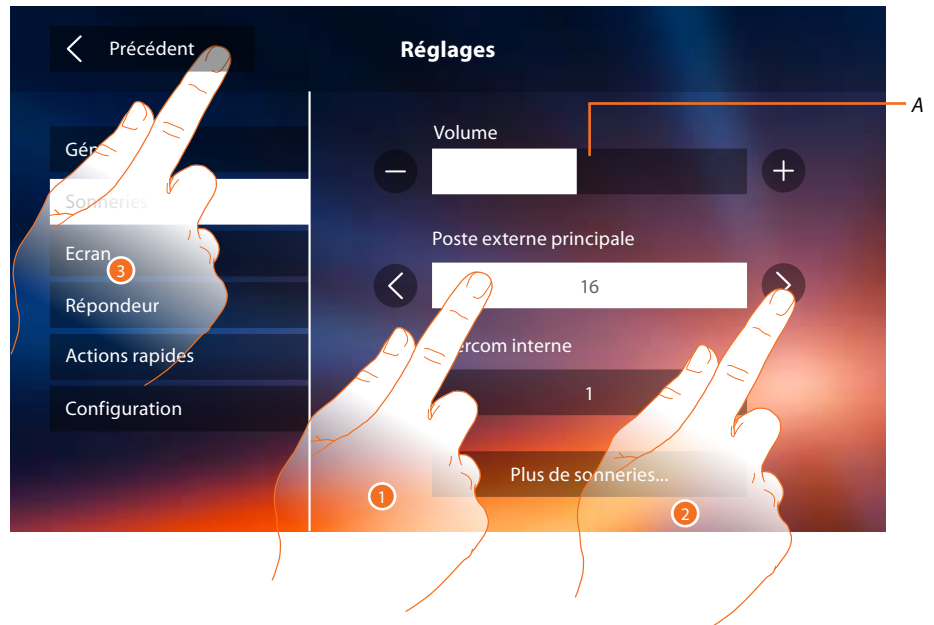 Précédent
Réglages
A
Volume
Sonneries
Poste externe principale
Ecran
3
16
Répondeur
interne
Actions rapides
1
Configuration
Plus de sonneries...
1
2